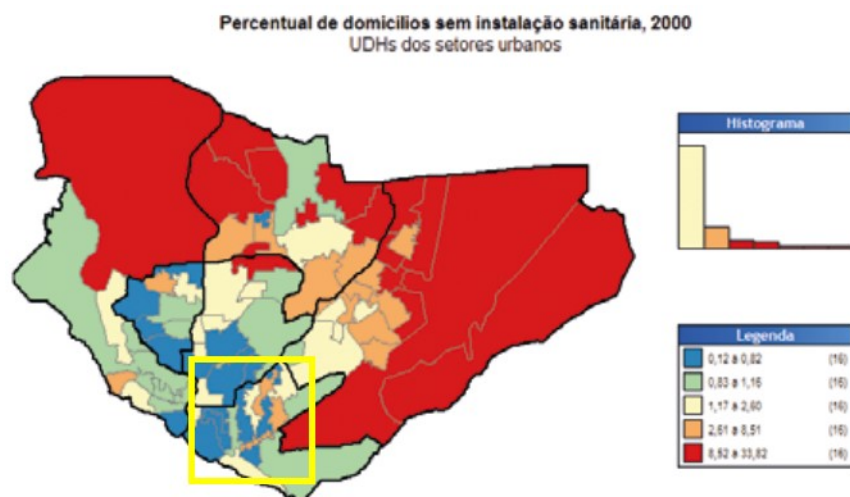 Percentual de domicílios sem instalação sanitária, 2000
UDHs dos setores urbanos
Histograma
Legenda
0,12 a 0,82 (16)
0,83 a 1,16 (16)
1,17 a 2,60 (16)
2,61 a 8,51 (16)
8,52 a 33,82 (16)